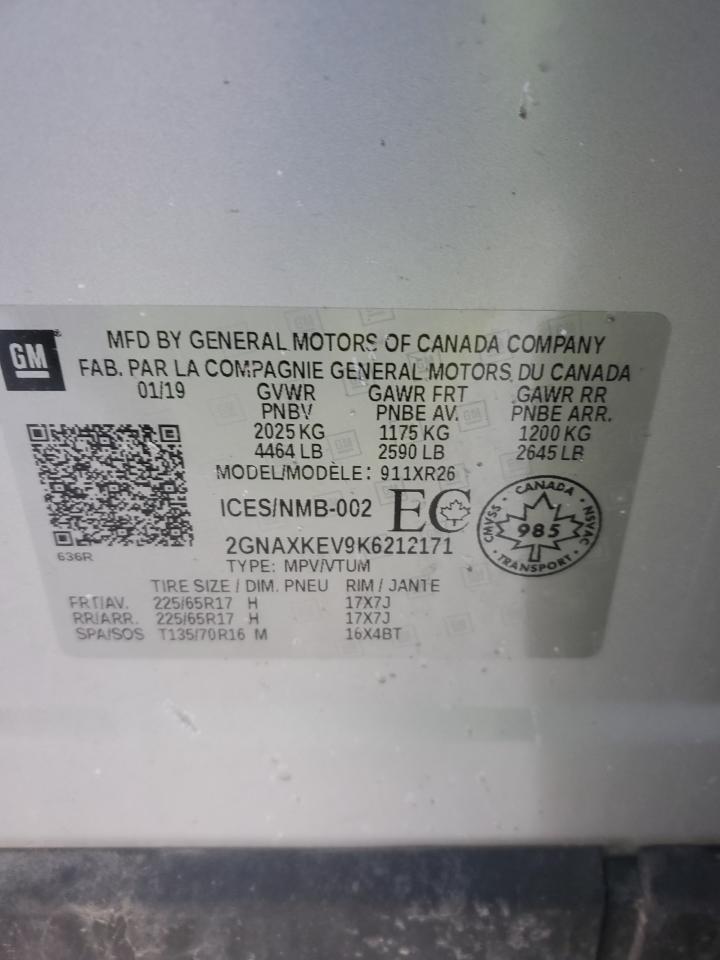 GM
MFD BY GENERAL MOTORS OF CANADA COMPANY
FAB. PAR LA COMPAGNIE GENERAL MOTORS DU CANADA
01/19 GVWR GAWR FRT GAWR RR
PNBV PNBE AV. PNBE ARR.
2025 KG 1175 KG 1200 KG
4464 LB 2590 LB 2645 LB
MODEL/MODÈLE: 911XR26
ICES/NMB-002 EC
CANADA
CMVSS 985 NSVAC
TRANSPORT
636R
2GNAXKEV9K6212171
TYPE: MPV/VTUM
TIRE SIZE / DIM. PNEU RIM / JANTE
FRT/AV. 225/65R17 H 17X7J
RR/ARR. 225/65R17 H 17X7J
SPA/SOS T135/70R16 M 16X4BT